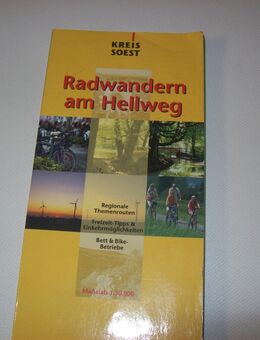 KREIS
SOEST
Radwandern
am Hellweg
Regionale
Themenrouten
Freizeit-Tipps &
Einkehrmöglichkeiten
Bett & Bike-
Betriebe
Maßstab 1:50.000